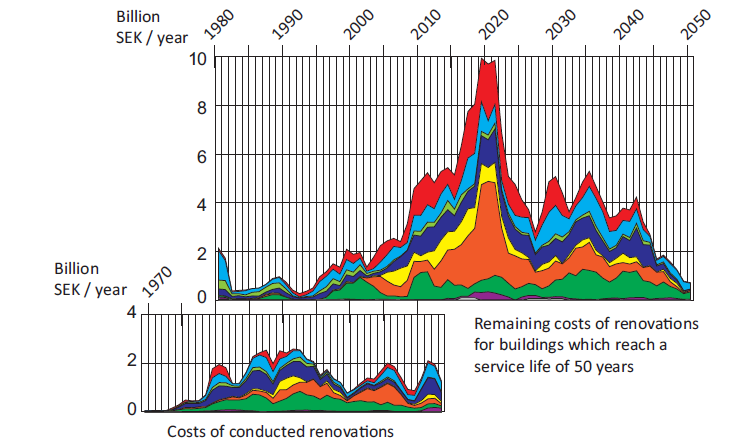 Billion
SEK / year
1980
1990
2000
2010
2020
2030
2040
2050
10
8
6
4
2
0
Billion
SEK / year
1970
4
2
0
Remaining costs of renovations
for buildings which reach a
service life of 50 years
Costs of conducted renovations